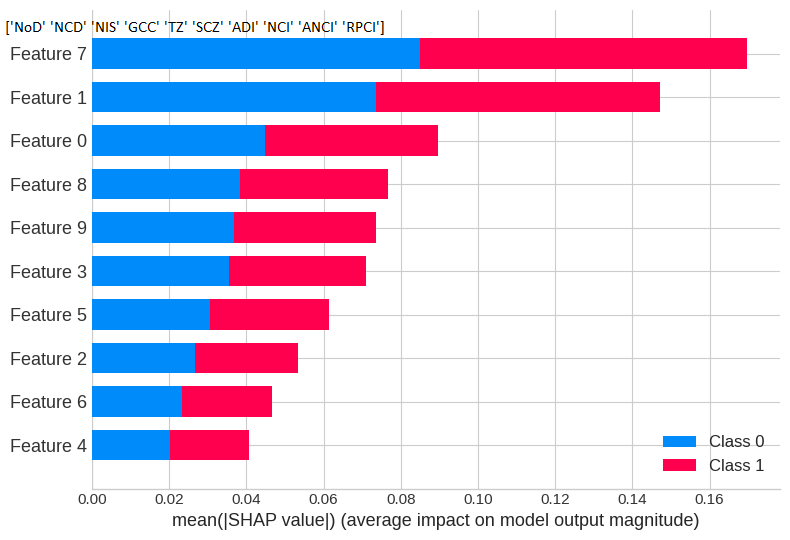 ['NoD' 'NCD' 'NIS' 'GCC' 'TZ' 'SCZ' 'ADI' 'NCI' 'ANCI' 'RPCI']
Feature 7
Feature 1
Feature 0
Feature 8
Feature 9
Feature 3
Feature 5
Feature 2
Feature 6
Feature 4
Class 0
Class 1
0.00 0.02 0.04 0.06 0.08 0.10 0.12 0.14 0.16
mean(|SHAP value|) (average impact on model output magnitude)